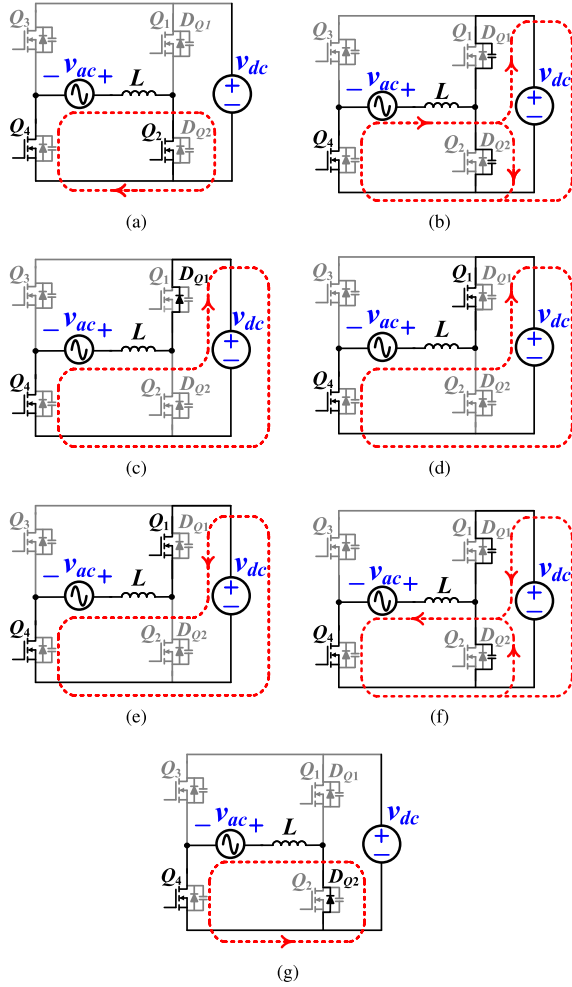 Q3 Q1 DQ1
−vac+ L vdc + −
Q4 Q2 DQ2
(a)
Q3 Q1 DQ1
−vac+ L vdc + −
Q4 Q2 DQ2
(b)
Q3 Q1 DQ1
−vac+ L vdc + −
Q4 Q2 DQ2
(c)
Q3 Q1 DQ1
−vac+ L vdc + −
Q4 Q2 DQ2
(d)
Q3 Q1 DQ1
−vac+ L vdc + −
Q4 Q2 DQ2
(e)
Q3 Q1 DQ1
−vac+ L vdc + −
Q4 Q2 DQ2
(f)
Q3 Q1 DQ1
−vac+ L vdc + −
Q4 Q2 DQ2
(g)